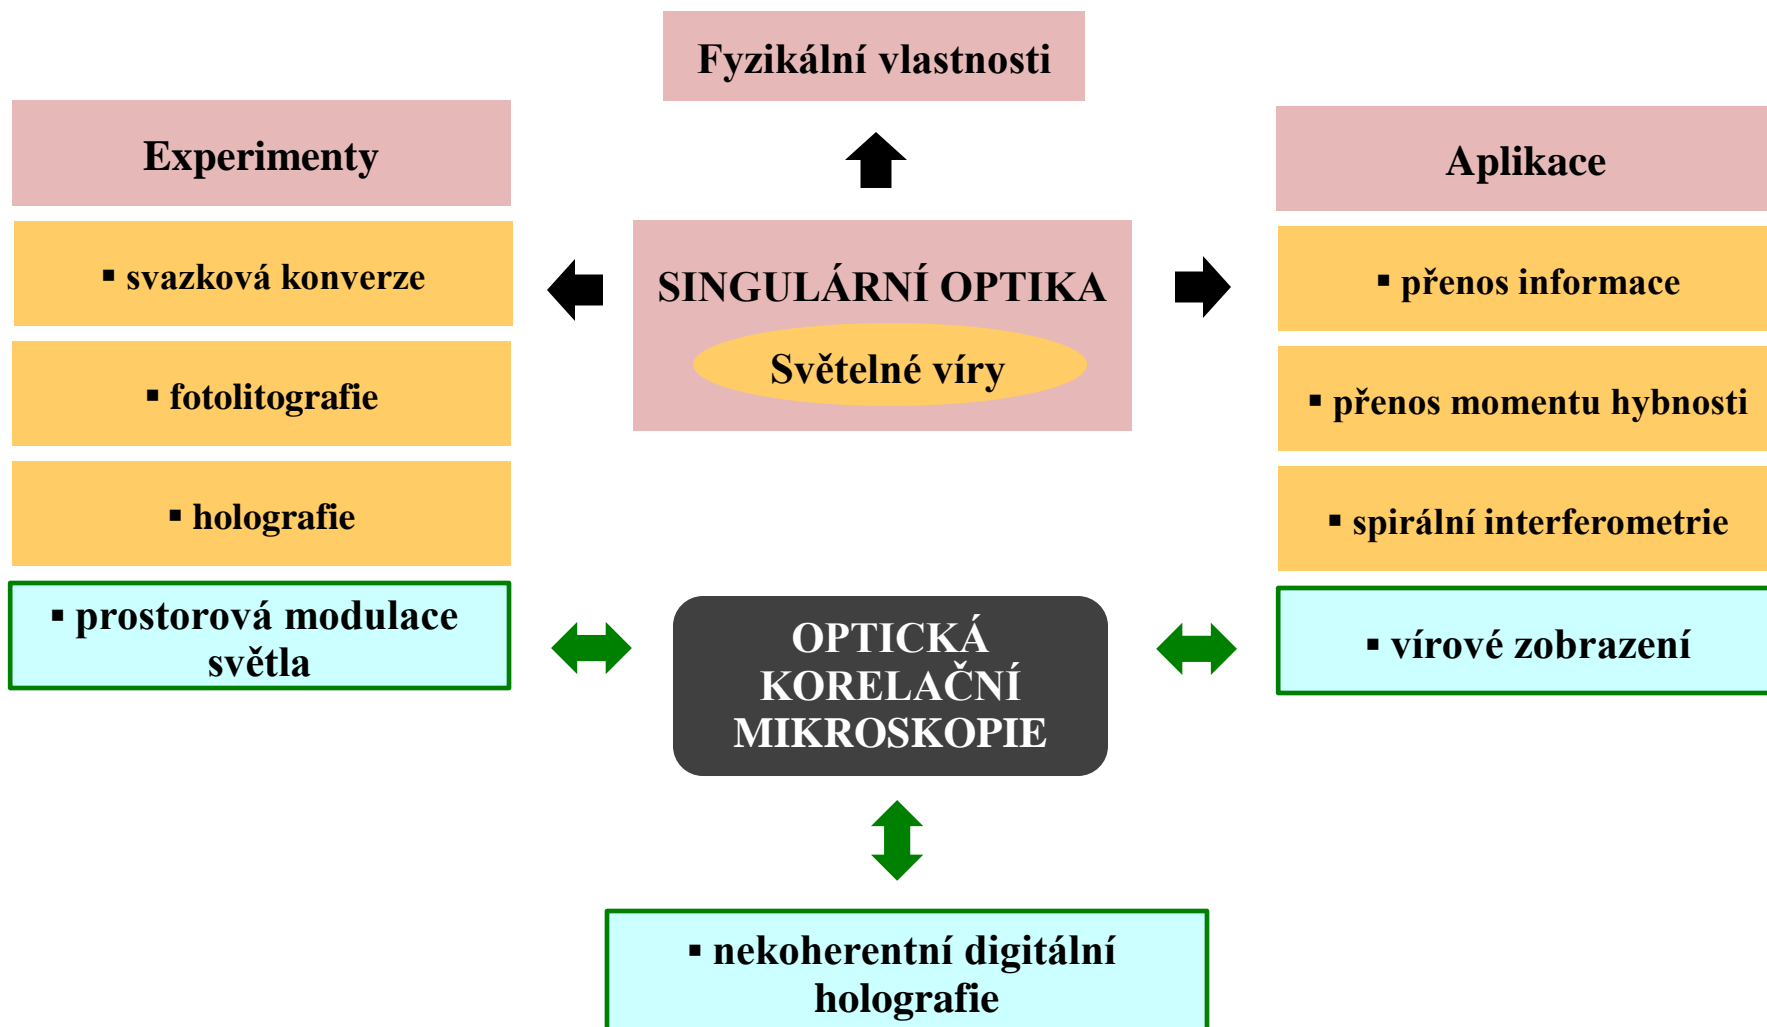 Fyzikální vlastnosti
Experimenty
▪ svazková konverze
▪ fotolitografie
▪ holografie
▪ prostorová modulace
světla
SINGULÁRNÍ OPTIKA
Světelné víry
Aplikace
▪ přenos informace
▪ přenos momentu hybnosti
▪ spirální interferometrie
▪ vírové zobrazení
OPTICKÁ
KORELAČNÍ
MIKROSKOPIE
▪ nekoherentní digitální
holografie